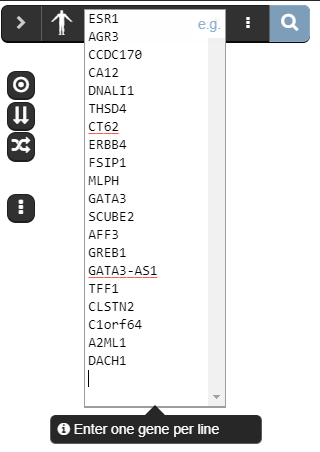 e.g.
ESR1
AGR3
CCDC170
CA12
DNALI1
THSD4
CT62
ERBB4
FSIP1
MLPH
GATA3
SCUBE2
AFF3
GREB1
GATA3-AS1
TFF1
CLSTN2
C1orf64
A2ML1
DACH1
Enter one gene per line